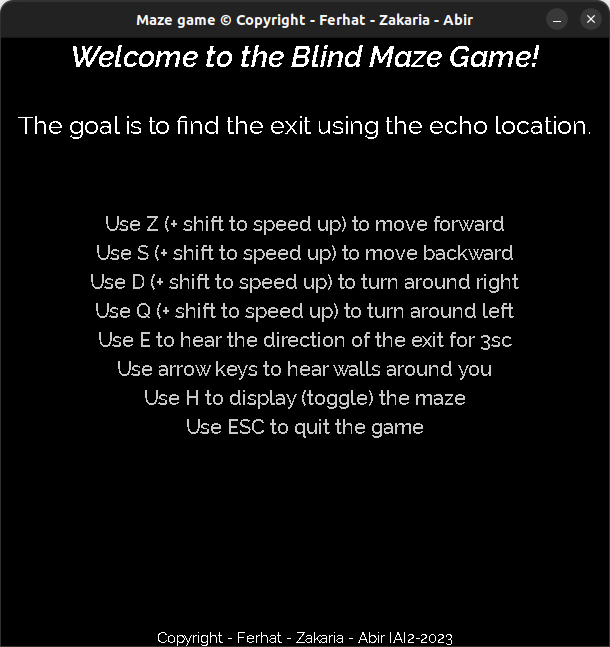 Maze game © Copyright - Ferhat - Zakaria - Abir
Welcome to the Blind Maze Game!
The goal is to find the exit using the echo location.
Use Z (+ shift to speed up) to move forward
Use S (+ shift to speed up) to move backward
Use D (+ shift to speed up) to turn around right
Use Q (+ shift to speed up) to turn around left
Use E to hear the direction of the exit for 3sc
Use arrow keys to hear walls around you
Use H to display (toggle) the maze
Use ESC to quit the game
Copyright - Ferhat - Zakaria - Abir IAI2-2023